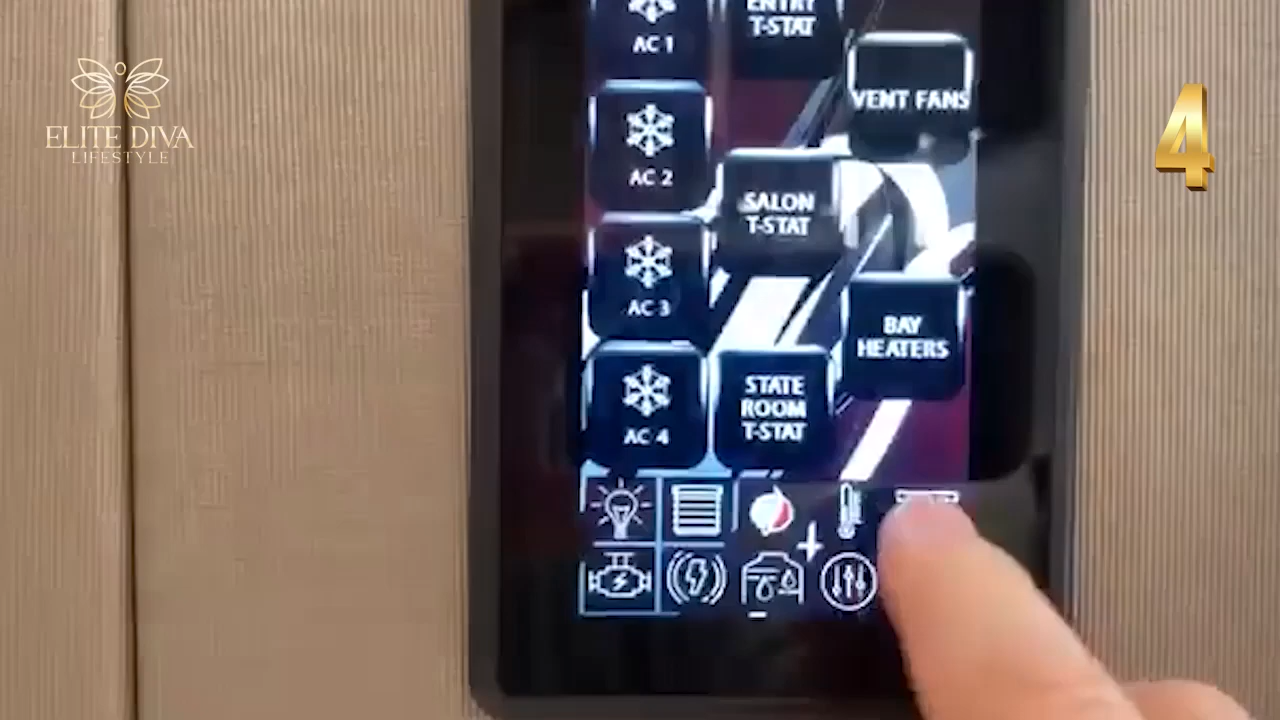 ELITE DIVA
LIFESTYLE
4
ENTRY
T-STAT
AC 1
VENT FANS
AC 2
SALON
T-STAT
AC 3
BAY
HEATERS
AC 4
STATE
ROOM
T-STAT